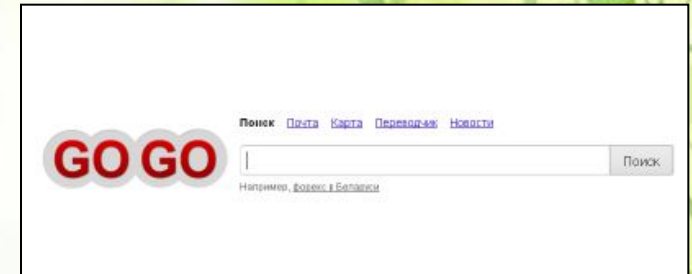 Поиск Почта Карта Переводчик Новости
GO GO
Поиск
Например, форекс в Беларуси